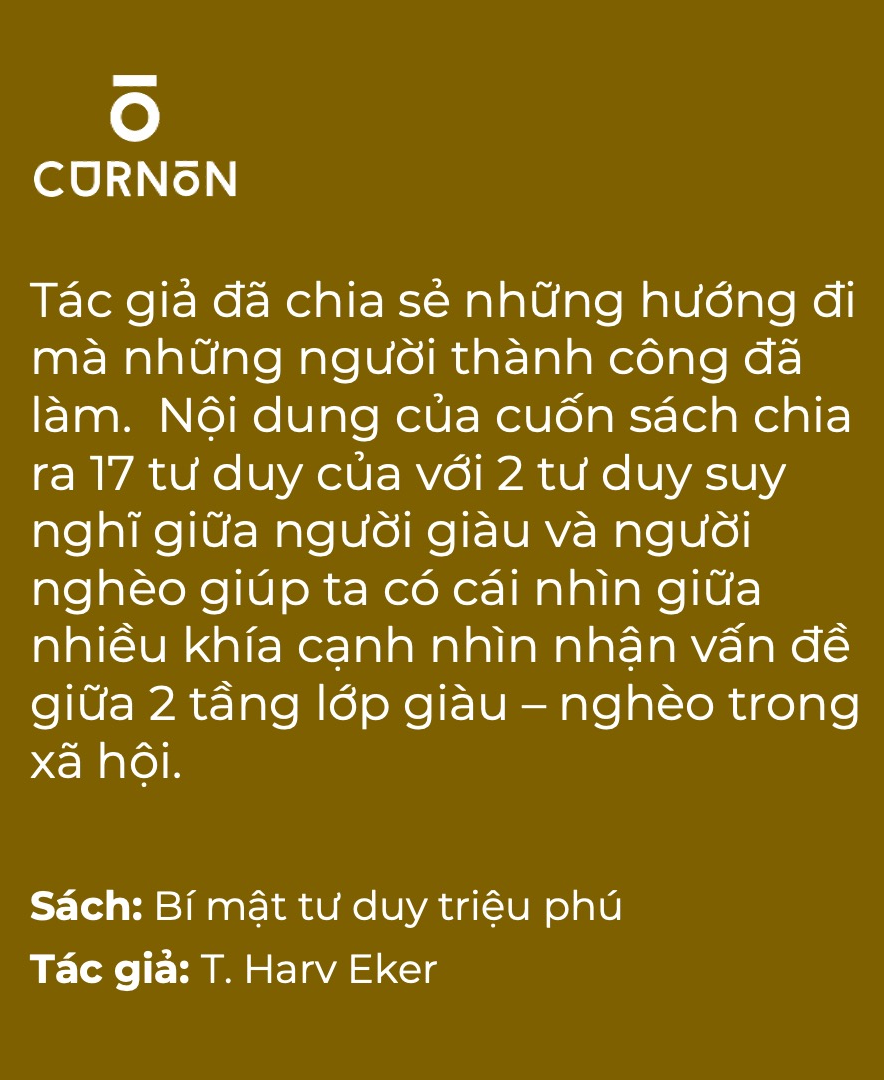 CURNON
Tác giả đã chia sẻ những hướng đi
mà những người thành công đã
làm.  Nội dung của cuốn sách chia
ra 17 tư duy của với 2 tư duy suy
nghĩ giữa người giàu và người
nghèo giúp ta có cái nhìn giữa
nhiều khía cạnh nhìn nhận vấn đề
giữa 2 tầng lớp giàu – nghèo trong
xã hội.
Sách: Bí mật tư duy triệu phú
Tác giả: T. Harv Eker